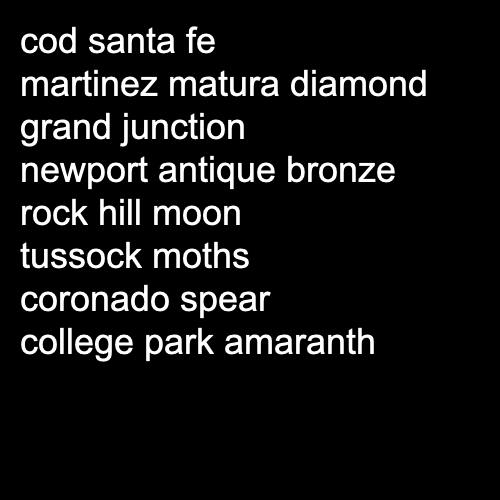 cod santa fe
martinez matura diamond
grand junction
newport antique bronze
rock hill moon
tussock moths
coronado spear
college park amaranth